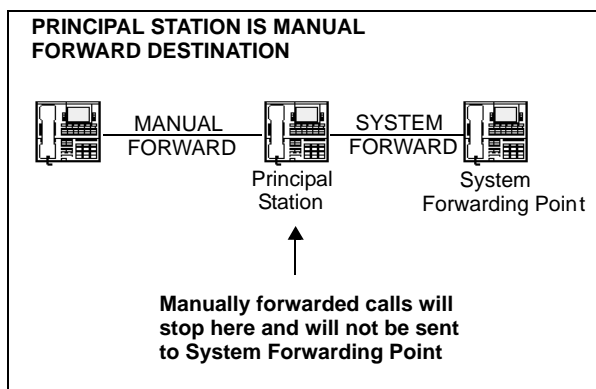 PRINCIPAL STATION IS MANUAL
FORWARD DESTINATION
MANUAL
FORWARD
SYSTEM
FORWARD
Principal
Station
System
Forwarding Point
Manually forwarded calls will
stop here and will not be sent
to System Forwarding Point